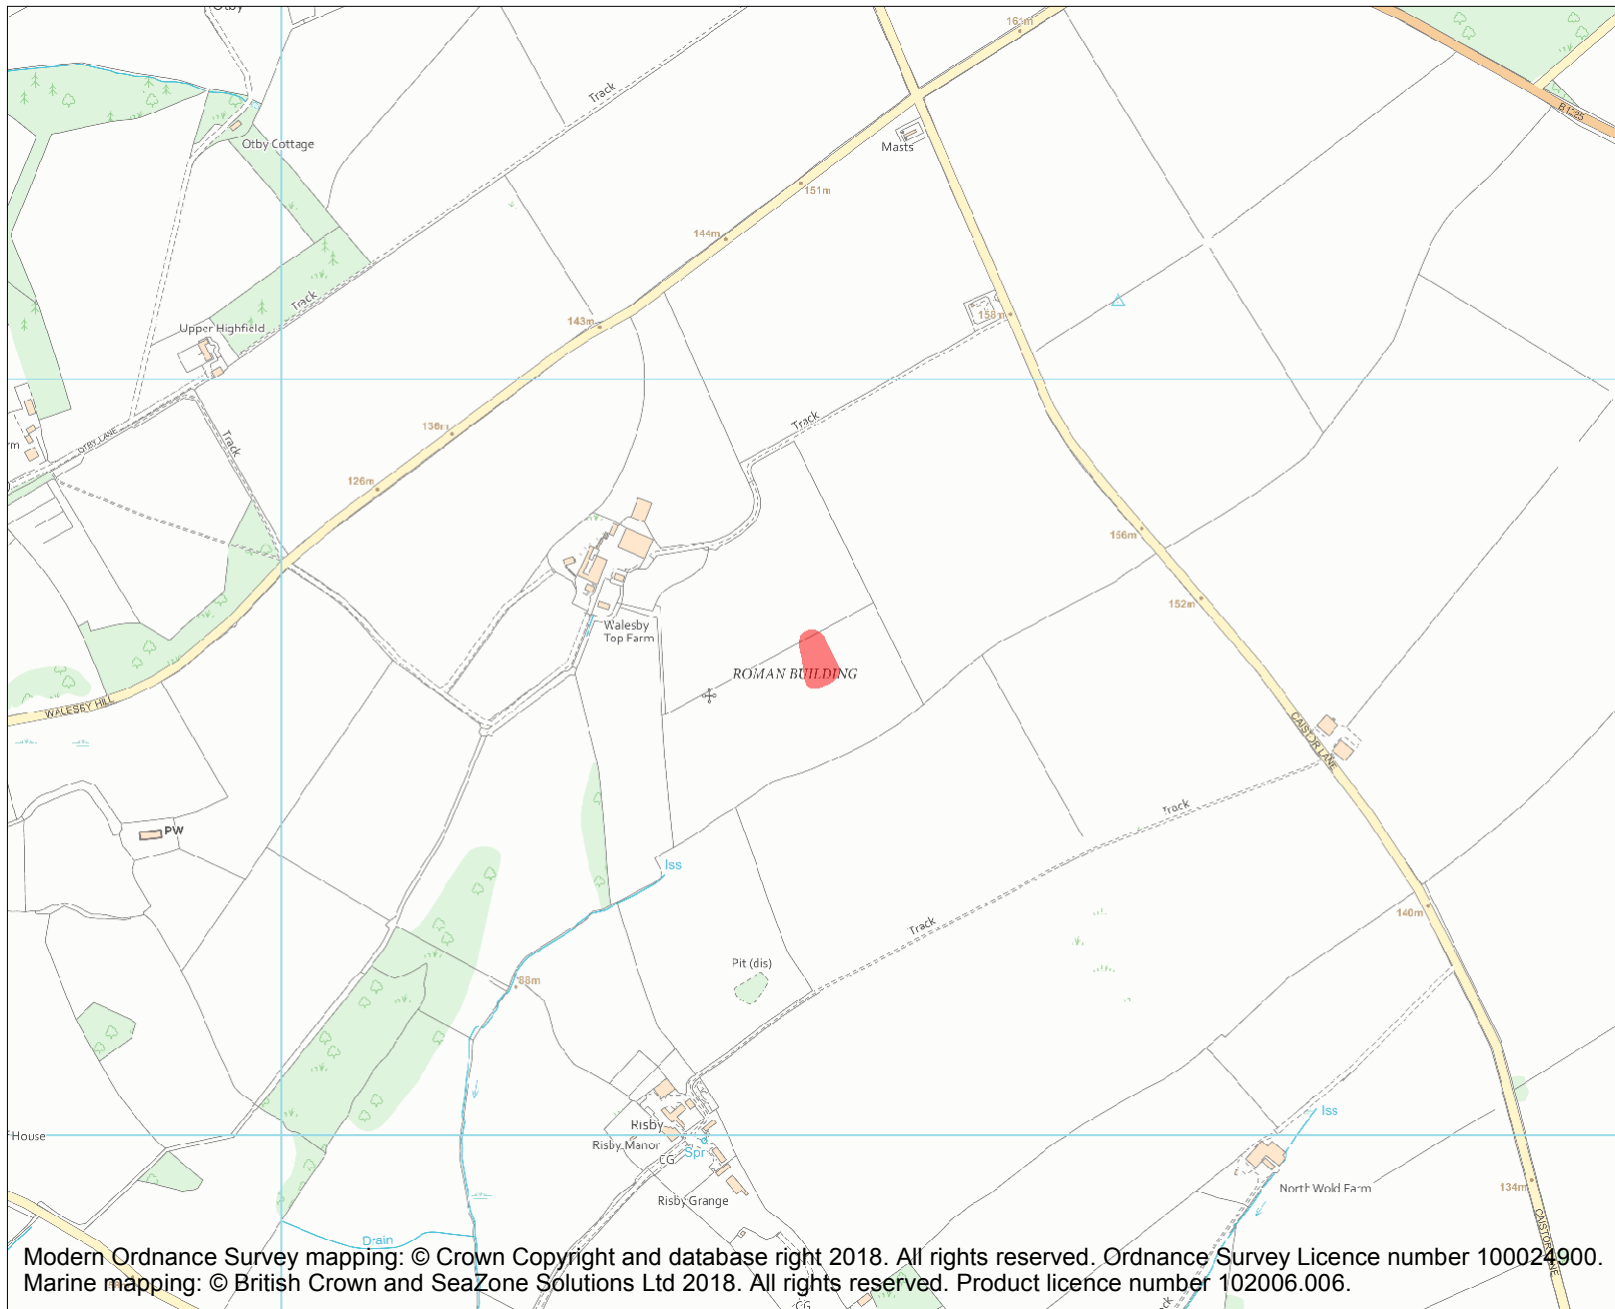 Otby
Track
Otby Cottage
Masts
151m
144m
B1225
Track
Upper Highfield
143m
158m
136m
Track
OTBY LANE
Track
126m
156m
152m
Walesby
Top Farm
ROMAN BUILDING
WALESBY HILL
CAISTOR LANE
PW
Track
Iss
140m
Track
Pit (dis)
88m
House
Risby
Risby Manor
CG
Spr
Iss
Risby Grange
North Wold Farm
134m
CAISTOR LANE
Drain
CG
Modern Ordnance Survey mapping: © Crown Copyright and database right 2018. All rights reserved. Ordnance Survey Licence number 100024900.
Marine mapping: © British Crown and SeaZone Solutions Ltd 2018. All rights reserved. Product licence number 102006.006.